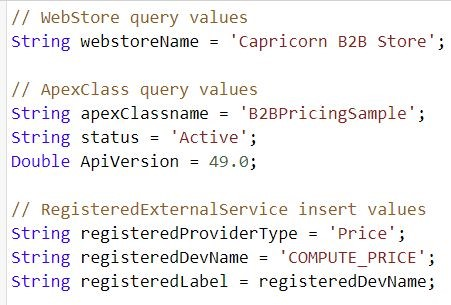 // WebStore query values
String webstoreName = 'Capricorn B2B Store';
// ApexClass query values
String apexClassname = 'B2BPricingSample';
String status = 'Active';
Double ApiVersion = 49.0;
// RegisteredExternalService insert values
String registeredProviderType = 'Price';
String registeredDevName = 'COMPUTE_PRICE';
String registeredLabel = registeredDevName;